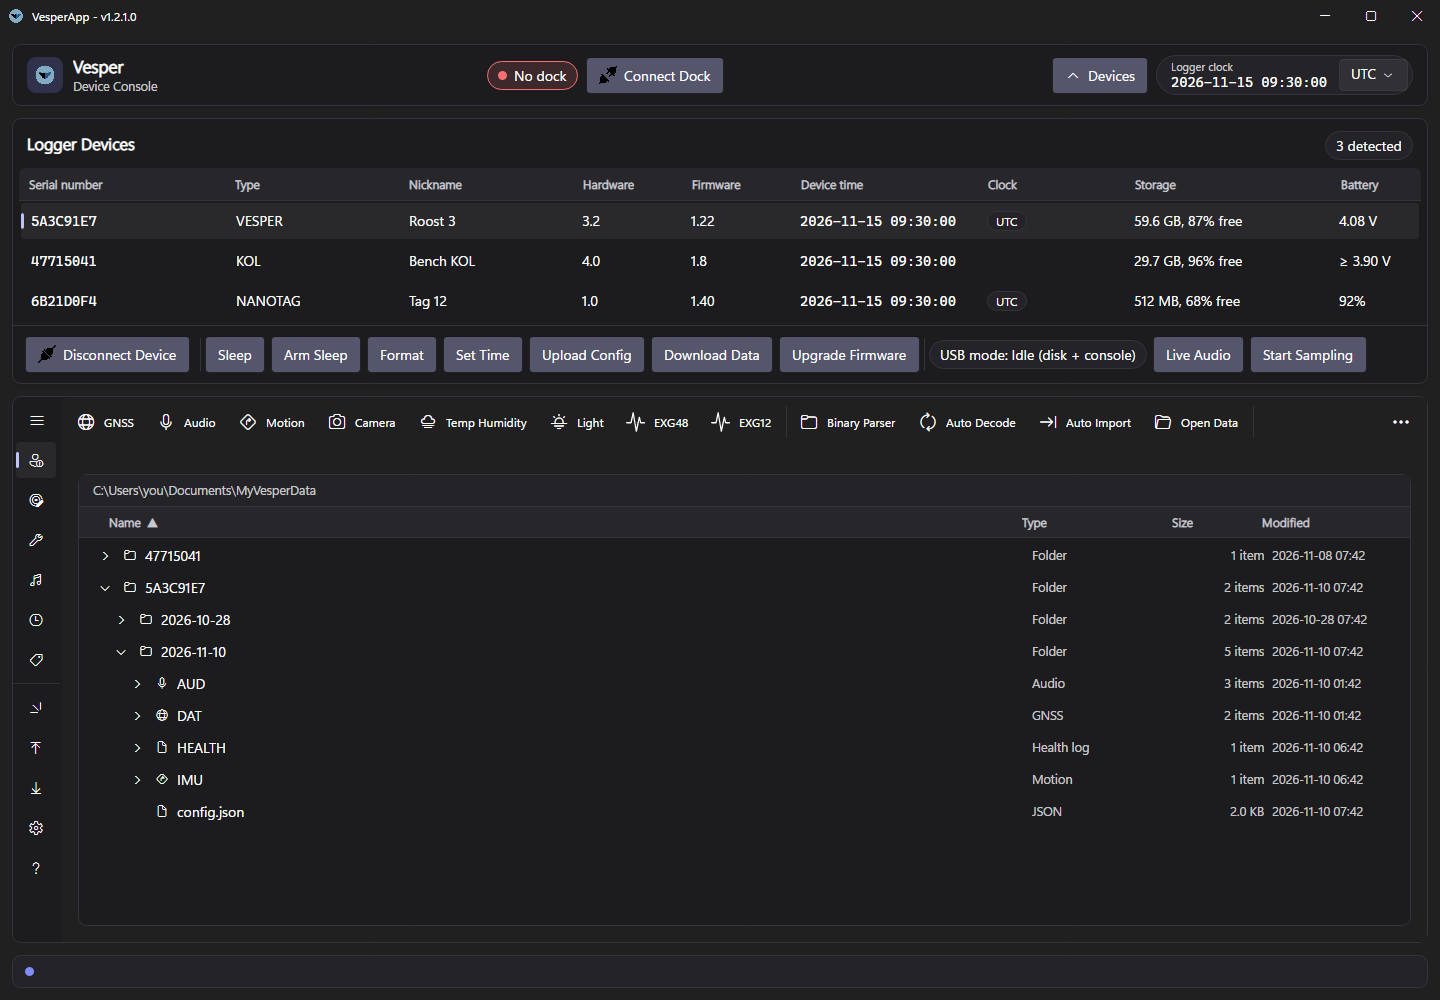 VesperApp - v1.2.1.0
Vesper
Device Console
No dock
Connect Dock
Devices
Logger clock
2026-11-15 09:30:00
UTC
Logger Devices
3 detected
Serial number Type Nickname Hardware Firmware Device time Clock Storage Battery
5A3C91E7 VESPER Roost 3 3.2 1.22 2026-11-15 09:30:00 UTC 59.6 GB, 87% free 4.08 V
47715041 KOL Bench KOL 4.0 1.8 2026-11-15 09:30:00 29.7 GB, 96% free ≥ 3.90 V
6B21D0F4 NANOTAG Tag 12 1.0 1.40 2026-11-15 09:30:00 UTC 512 MB, 68% free 92%
Disconnect Device Sleep Arm Sleep Format Set Time Upload Config Download Data Upgrade Firmware USB mode: Idle (disk + console) Live Audio Start Sampling
GNSS Audio Motion Camera Temp Humidity Light EXG48 EXG12 Binary Parser Auto Decode Auto Import Open Data
C:\Users\you\Documents\MyVesperData
Name Type Size Modified
47715041 Folder 1 item 2026-11-08 07:42
5A3C91E7 Folder 2 items 2026-11-10 07:42
2026-10-28 Folder 2 items 2026-10-28 07:42
2026-11-10 Folder 5 items 2026-11-10 07:42
AUD Audio 3 items 2026-11-10 01:42
DAT GNSS 2 items 2026-11-10 01:42
HEALTH Health log 1 item 2026-11-10 06:42
IMU Motion 1 item 2026-11-10 06:42
config.json JSON 2.0 KB 2026-11-10 07:42